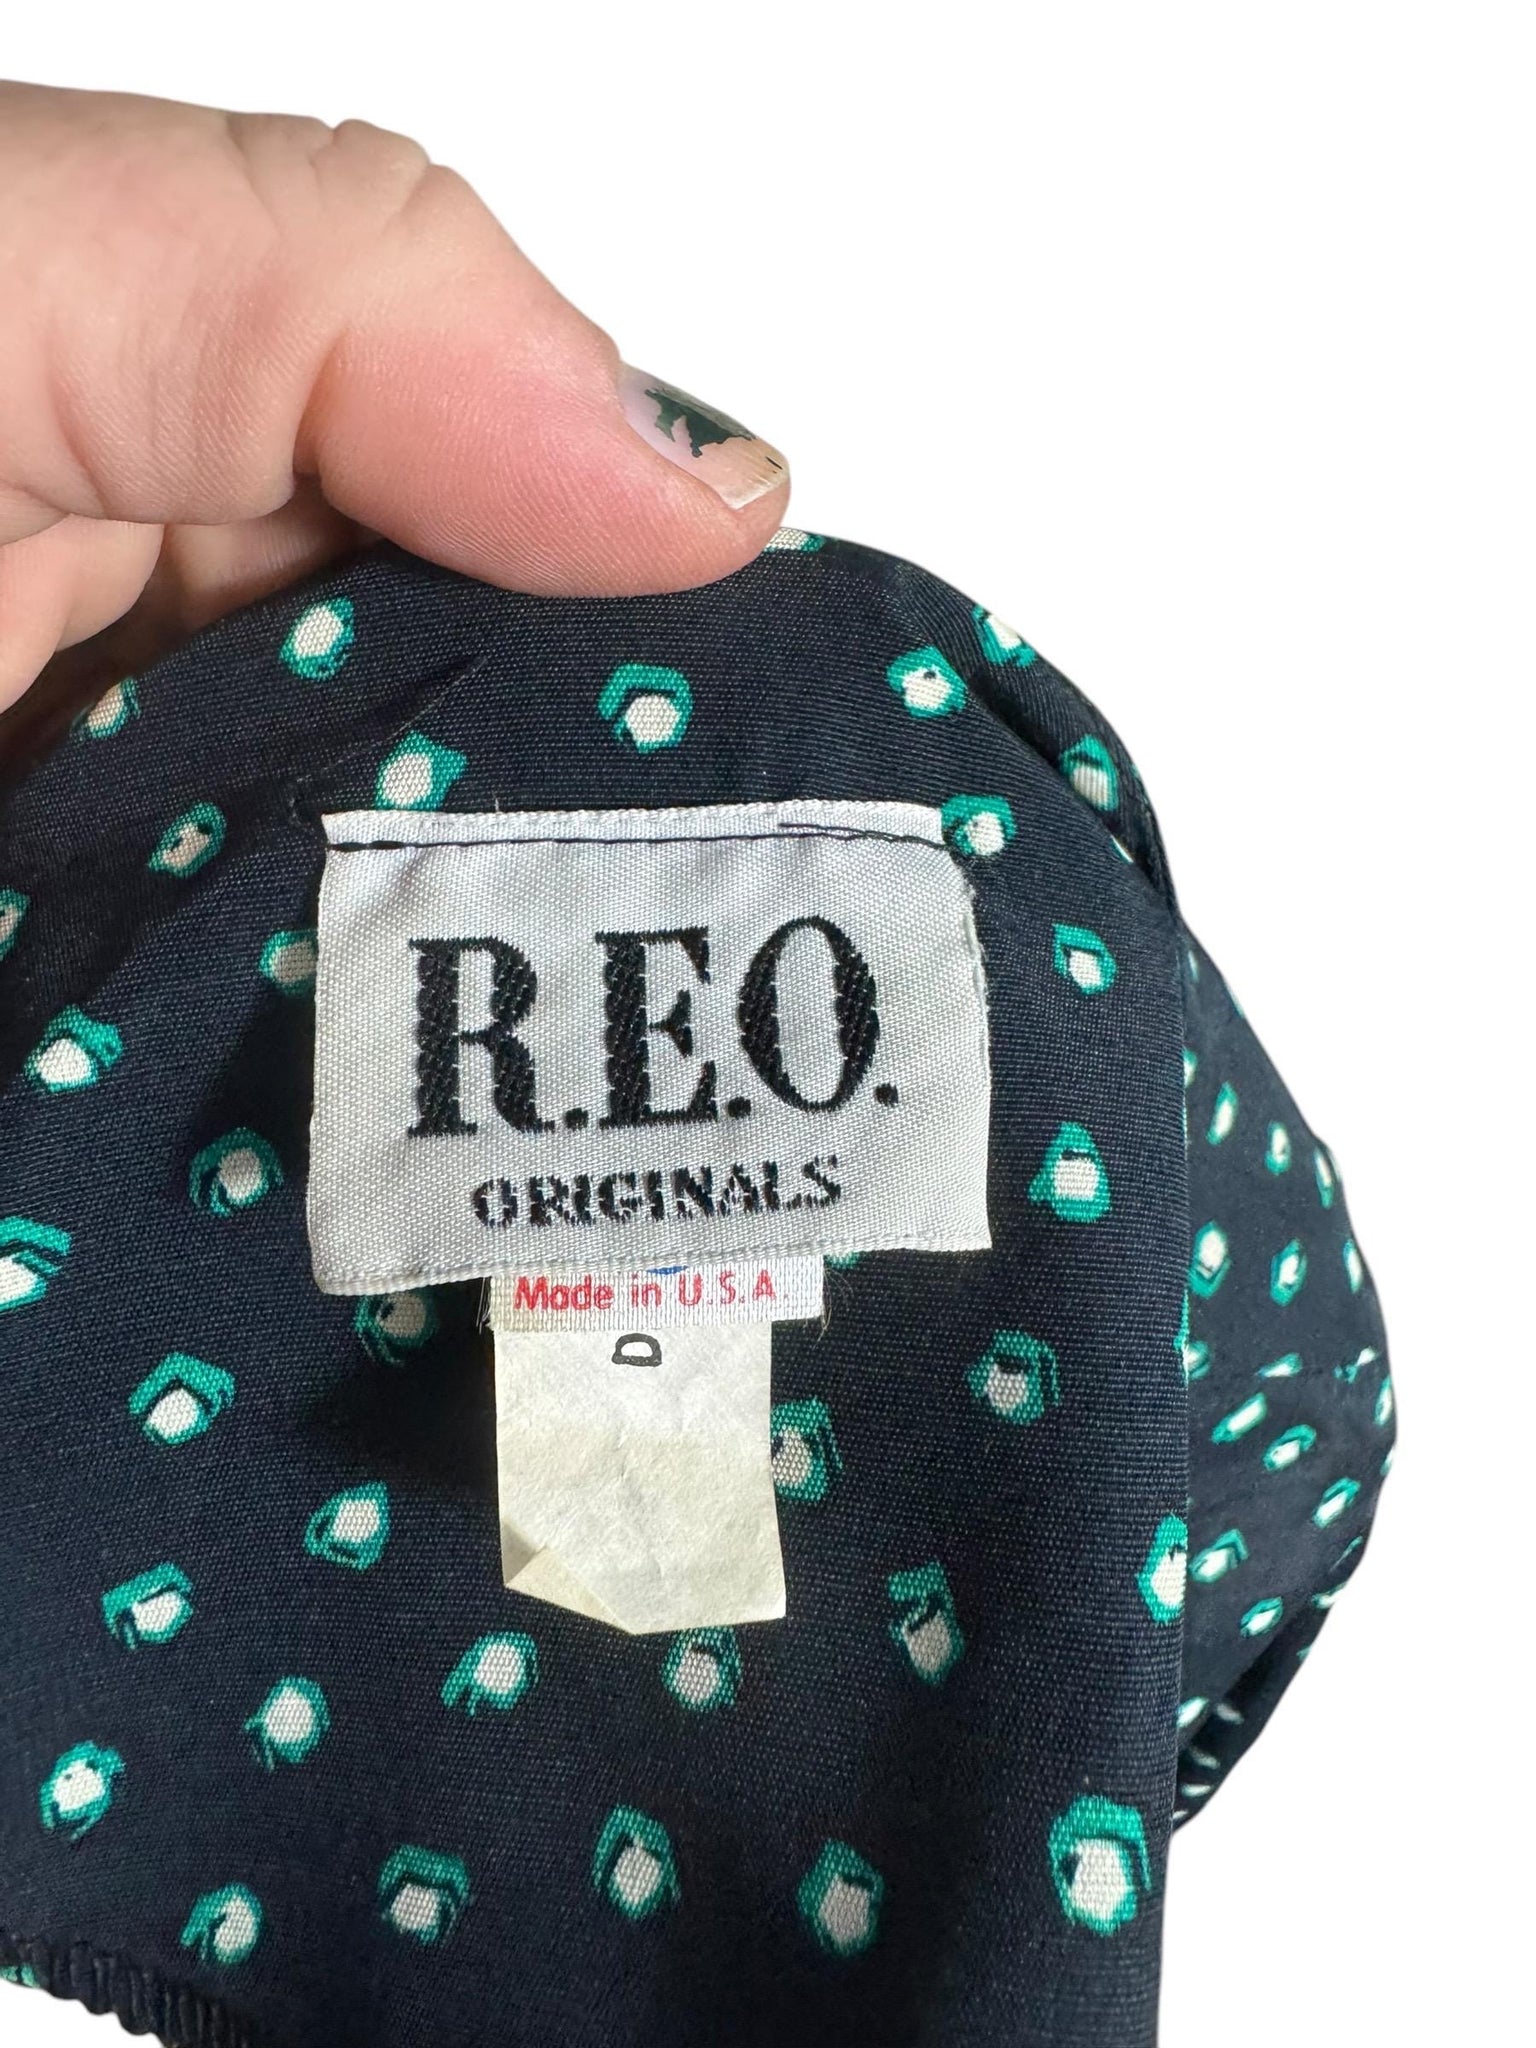 R.E.O.
ORIGINALS
Made in U.S.A.
D